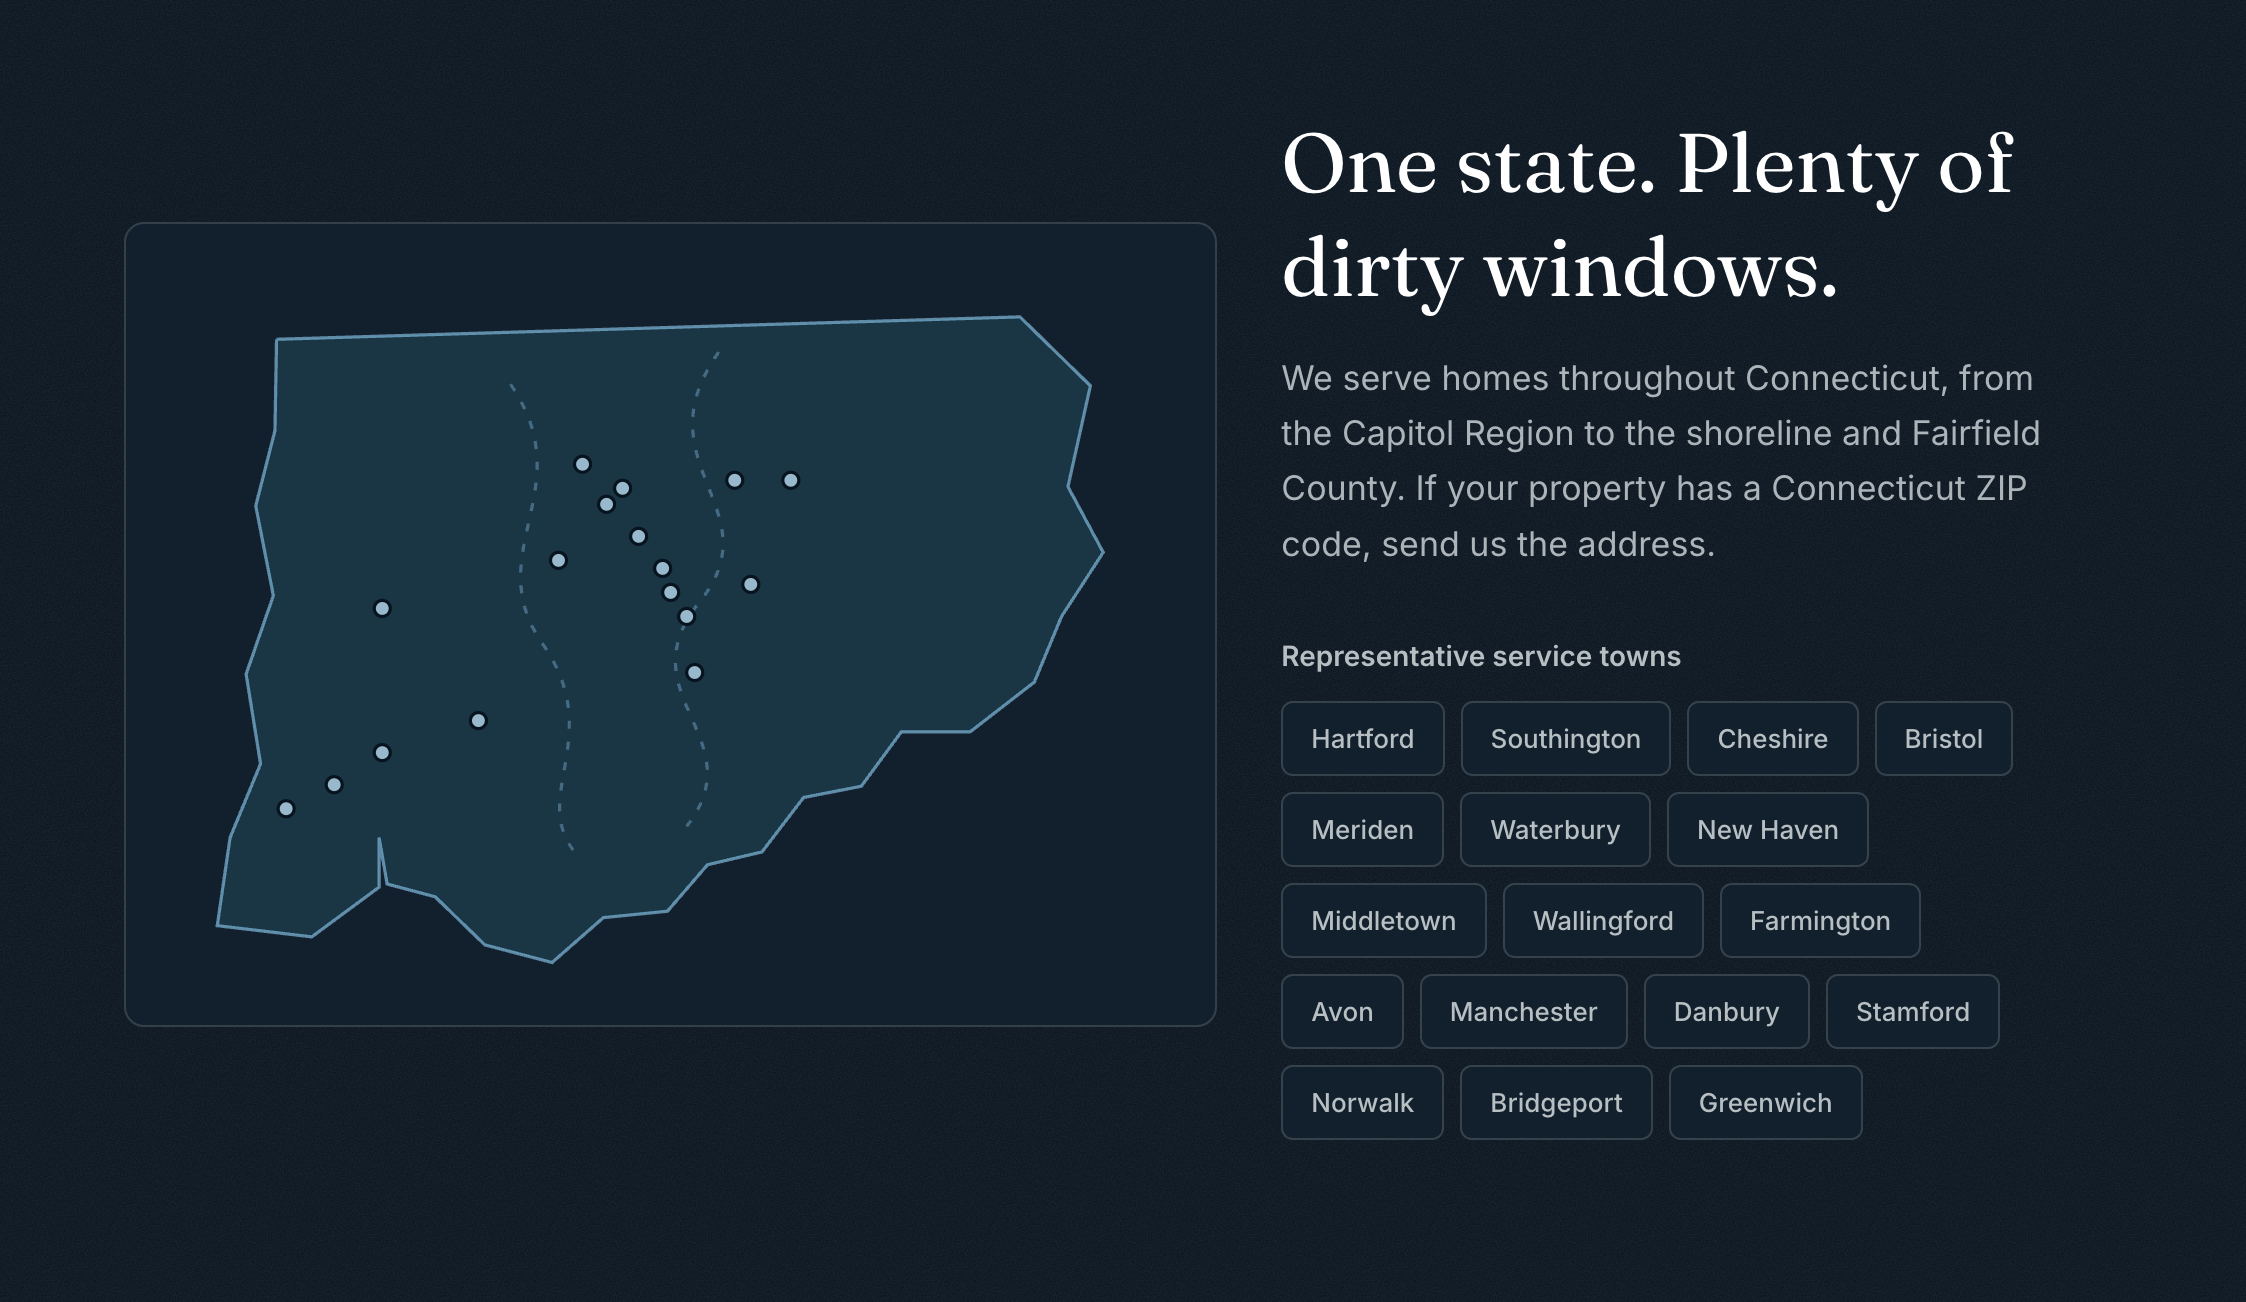 One state. Plenty of
dirty windows.
We serve homes throughout Connecticut, from
the Capitol Region to the shoreline and Fairfield
County. If your property has a Connecticut ZIP
code, send us the address.
Representative service towns
Hartford Southington Cheshire Bristol
Meriden Waterbury New Haven
Middletown Wallingford Farmington
Avon Manchester Danbury Stamford
Norwalk Bridgeport Greenwich